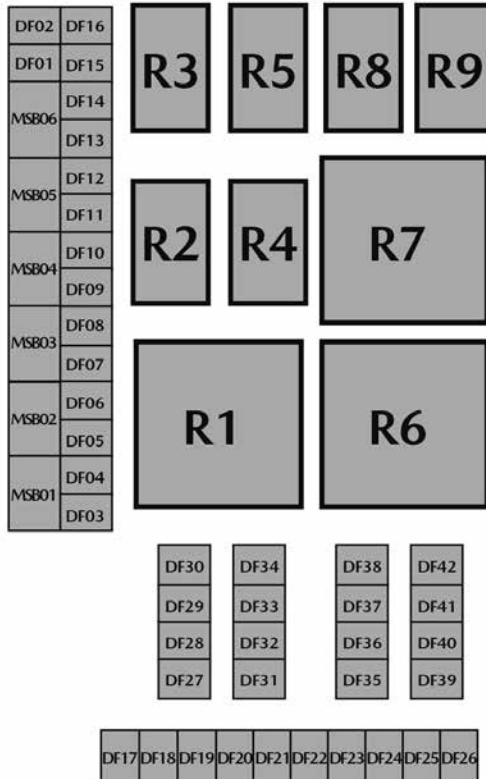 DF02 DF16 R3 R5 R8 R9
DF01 DF15
MSB06 DF14
DF13
MSB05 DF12
DF11
MSB04 DF10 R2 R4 R7
DF09
MSB03 DF08
DF07
MSB02 DF06 R1 R6
DF05
MSB01 DF04
DF03
DF30 DF34 DF38 DF42
DF29 DF33 DF37 DF41
DF28 DF32 DF36 DF40
DF27 DF31 DF35 DF39
DF17 DF18 DF19 DF20 DF21 DF22 DF23 DF24 DF25 DF26